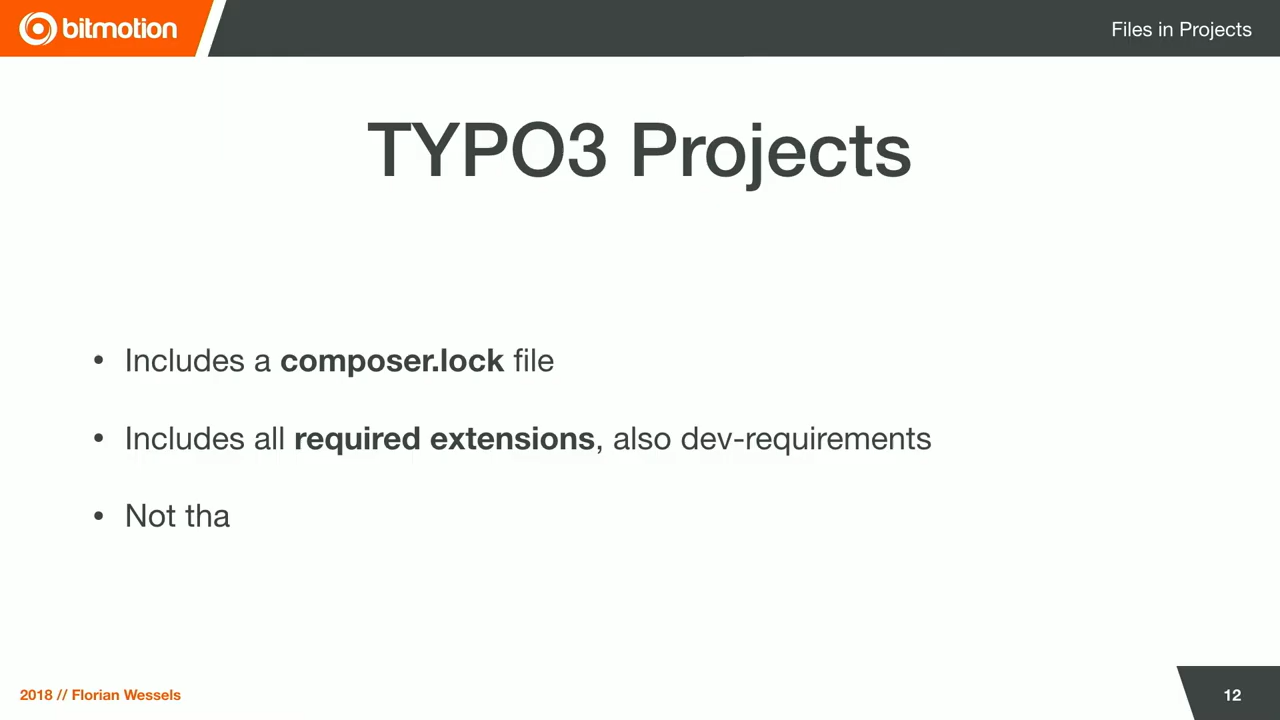 bitmotion
Files in Projects
TYPO3 Projects
• Includes a composer.lock file
• Includes all required extensions, also dev-requirements
• Not tha
2018 // Florian Wessels
12